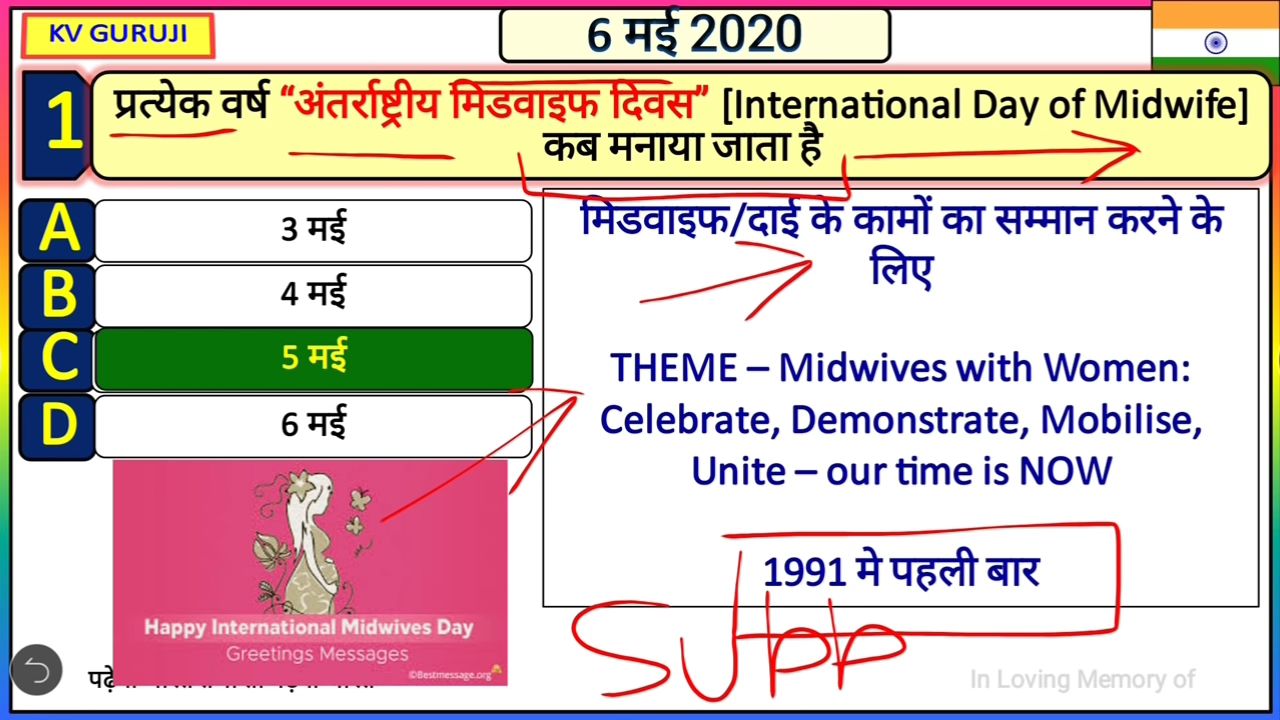 KV GURUJI
6 मई 2020
1
प्रत्येक वर्ष “अंतर्राष्ट्रीय मिडवाइफ दिवस” [International Day of Midwife]
कब मनाया जाता है
A
3 मई
B
4 मई
C
5 मई
D
6 मई
मिडवाइफ/दाई के कामों का सम्मान करने के
लिए
THEME – Midwives with Women:
Celebrate, Demonstrate, Mobilise,
Unite – our time is NOW
1991 मे पहली बार
supp
Happy International Midwives Day
Greetings Messages
©Bestmessage.org
In Loving Memory of